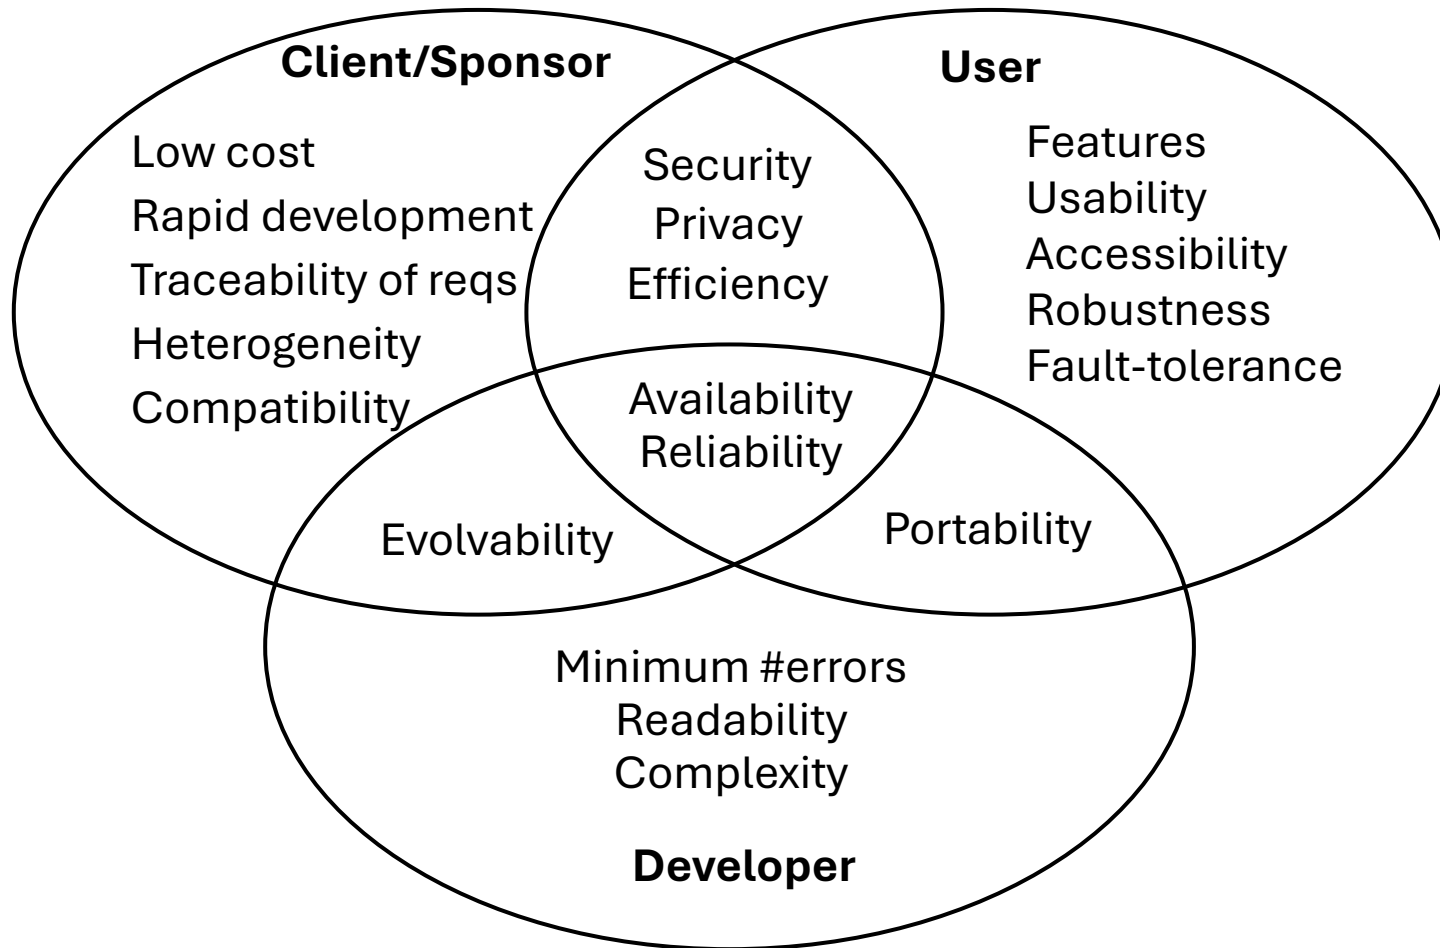 Client/Sponsor
Low cost
Rapid development
Traceability of reqs
Heterogeneity
Compatibility
User
Features
Usability
Accessibility
Robustness
Fault-tolerance
Security
Privacy
Efficiency
Availability
Reliability
Evolvability
Portability
Minimum #errors
Readability
Complexity
Developer